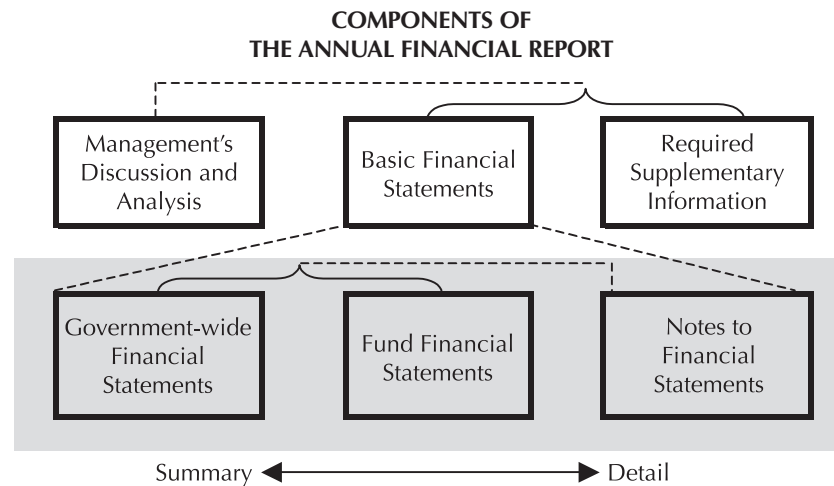 COMPONENTS OF
THE ANNUAL FINANCIAL REPORT
Management’s
Discussion and
Analysis
Basic Financial
Statements
Required
Supplementary
Information
Government-wide
Financial
Statements
Fund Financial
Statements
Notes to
Financial
Statements
Summary
Detail